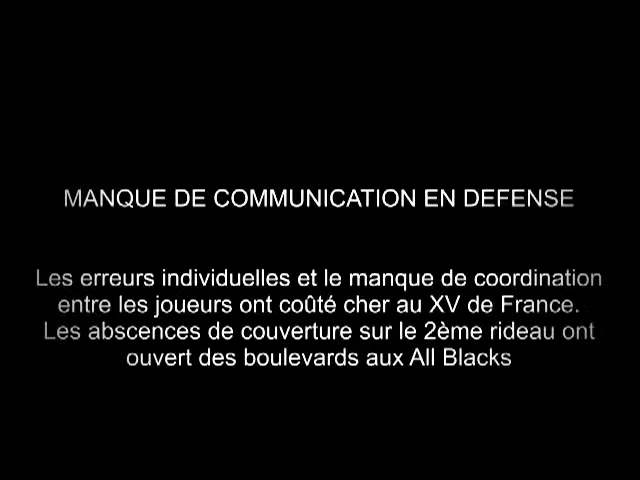 MANQUE DE COMMUNICATION EN DEFENSE
Les erreurs individuelles et le manque de coordination
entre les joueurs ont coûté cher au XV de France.
Les abscences de couverture sur le 2ème rideau ont
ouvert des boulevards aux All Blacks